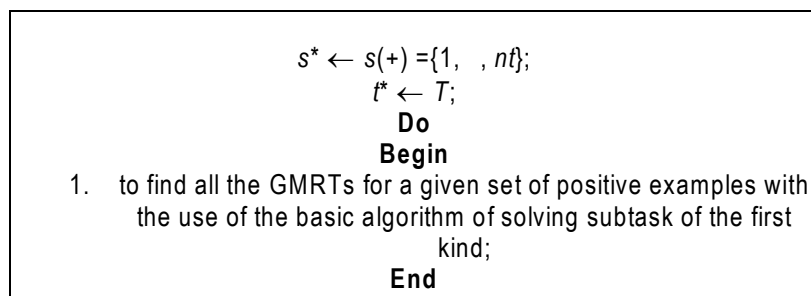 s* ← s(+) ={1,   , nt};
t* ← T;
Do
Begin
1. to find all the GMRTs for a given set of positive examples with
the use of the basic algorithm of solving subtask of the first
kind;
End